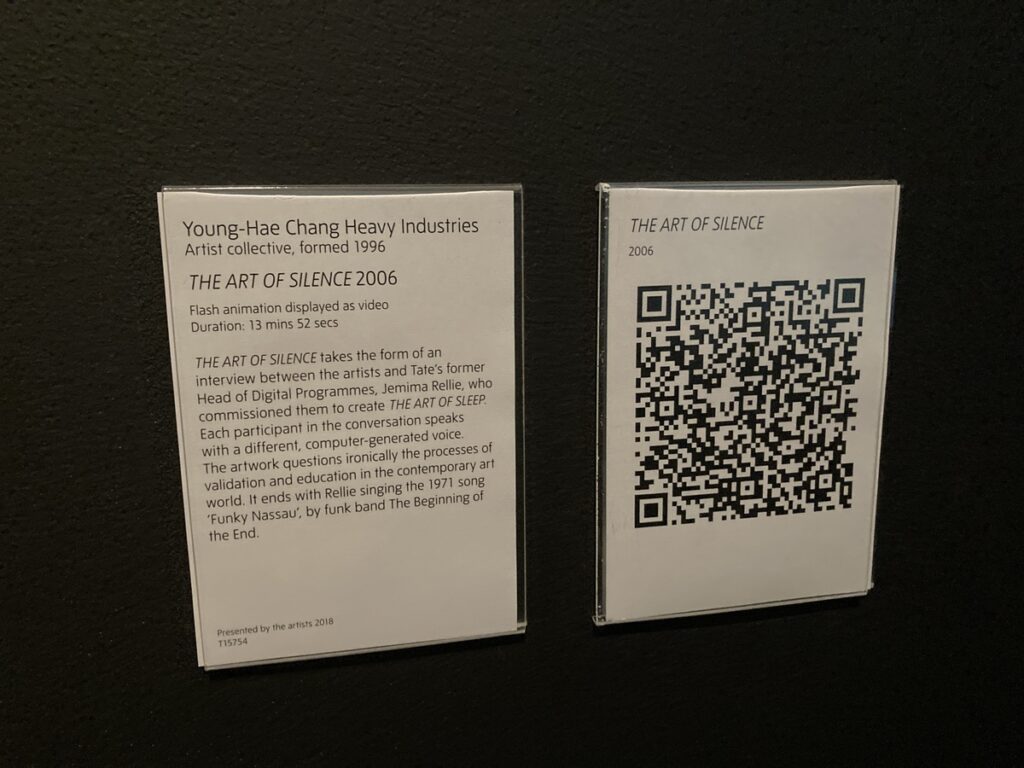 Young-Hae Chang Heavy Industries
Artist collective, formed 1996
THE ART OF SILENCE 2006
Flash animation displayed as video
Duration: 13 mins 52 secs
THE ART OF SILENCE takes the form of an
interview between the artists and Tate's former
Head of Digital Programmes, Jemima Rellie, who
commissioned them to create THE ART OF SLEEP.
Each participant in the conversation speaks
with a different, computer-generated voice.
The artwork questions ironically the processes of
validation and education in the contemporary art
world. It ends with Rellie singing the 1971 song
'Funky Nassau', by funk band The Beginning of
the End.
Presented by the artists 2018
T15754
THE ART OF SILENCE
2006